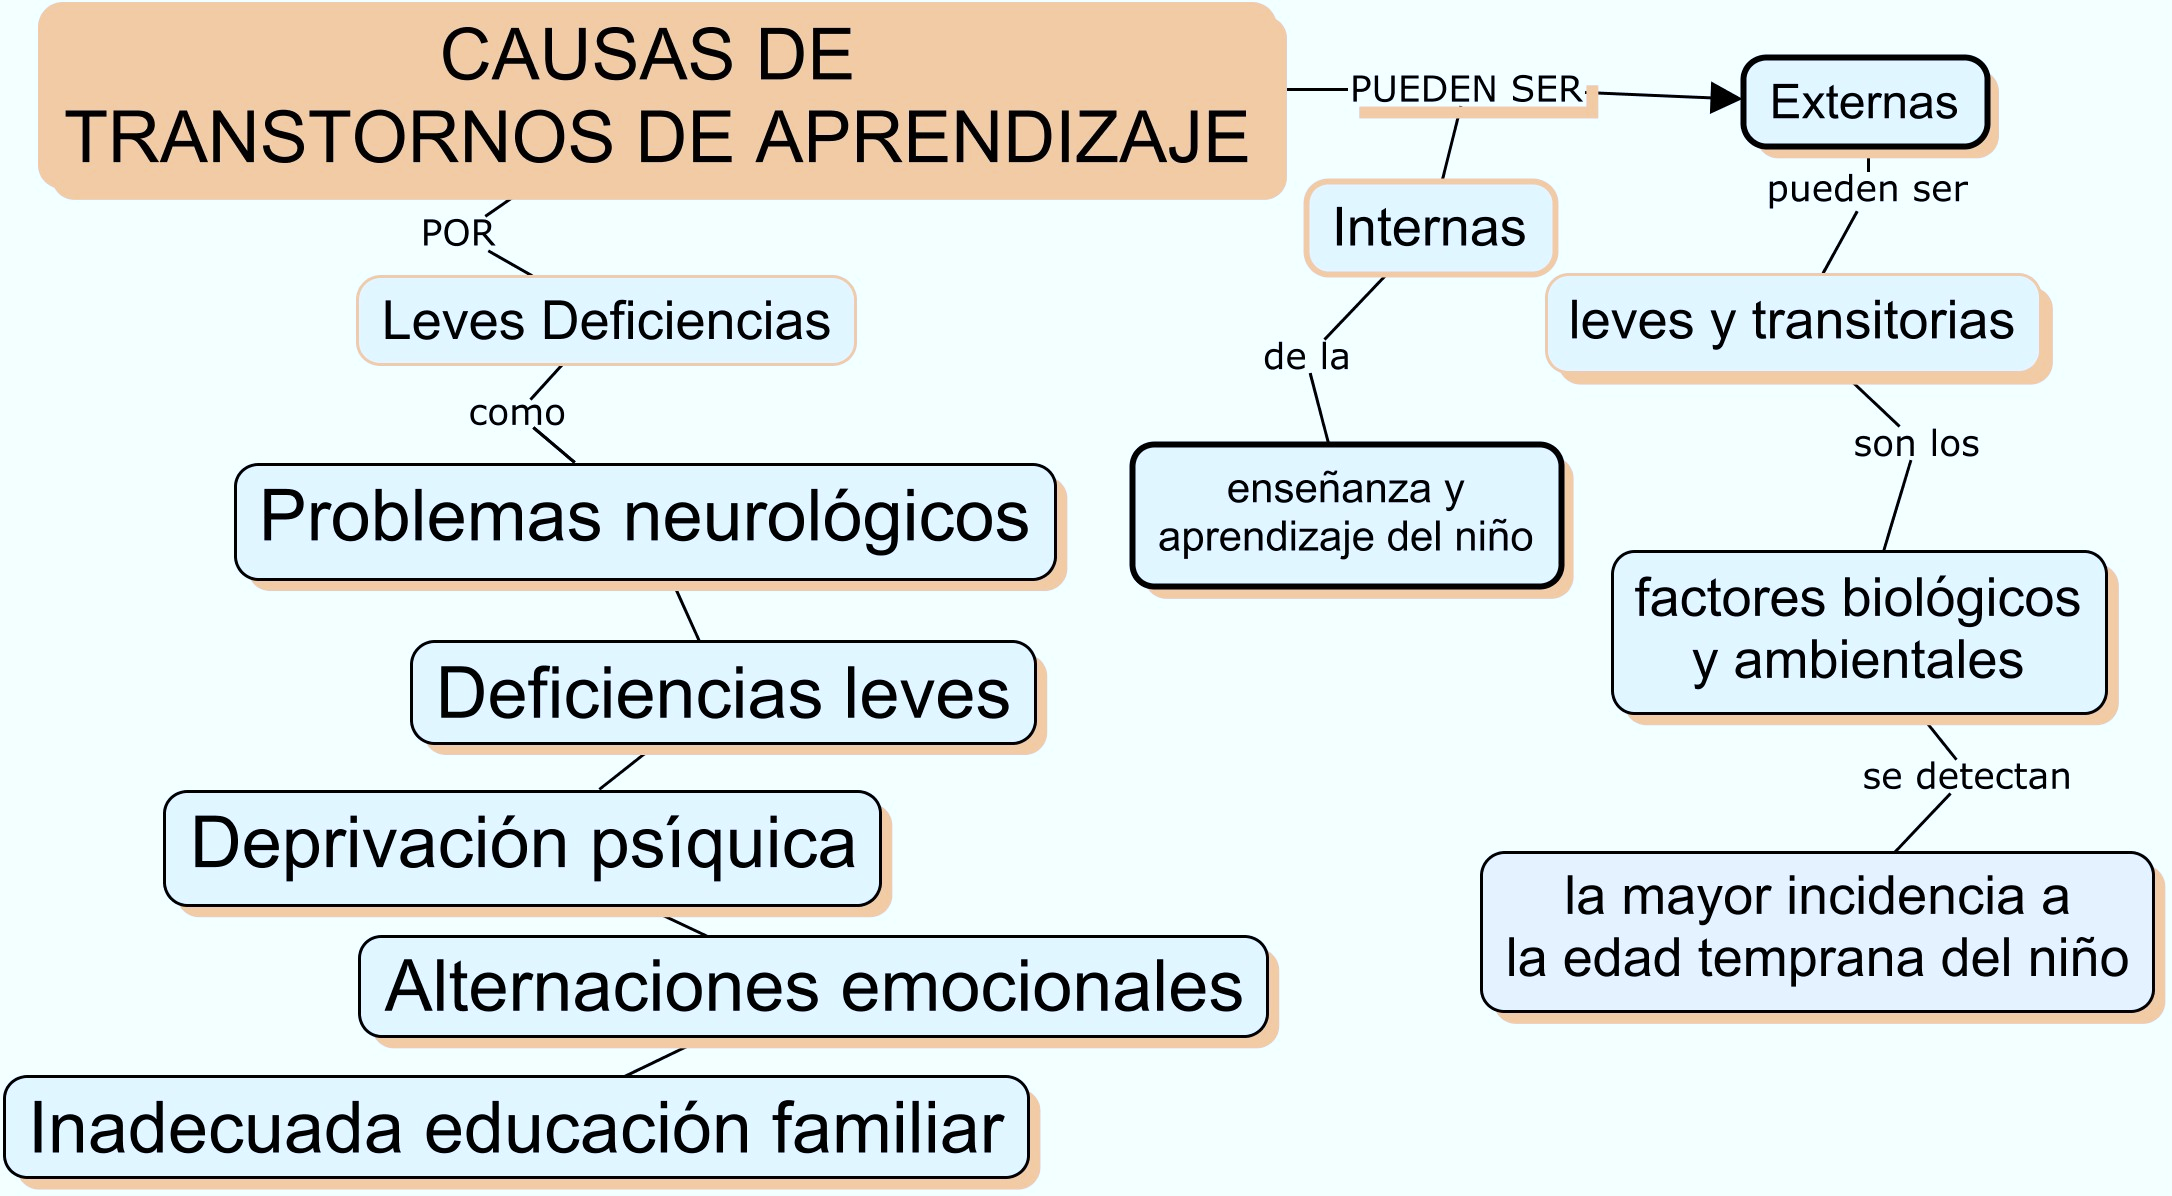 CAUSAS DE
TRANSTORNOS DE APRENDIZAJE
POR
Leves Deficiencias
como
Problemas neurológicos
Deficiencias leves
Deprivación psíquica
Alternaciones emocionales
Inadecuada educación familiar
PUEDEN SER
Internas
de la
enseñanza y
aprendizaje del niño
Externas
pueden ser
leves y transitorias
son los
factores biológicos
y ambientales
se detectan
la mayor incidencia a
la edad temprana del niño